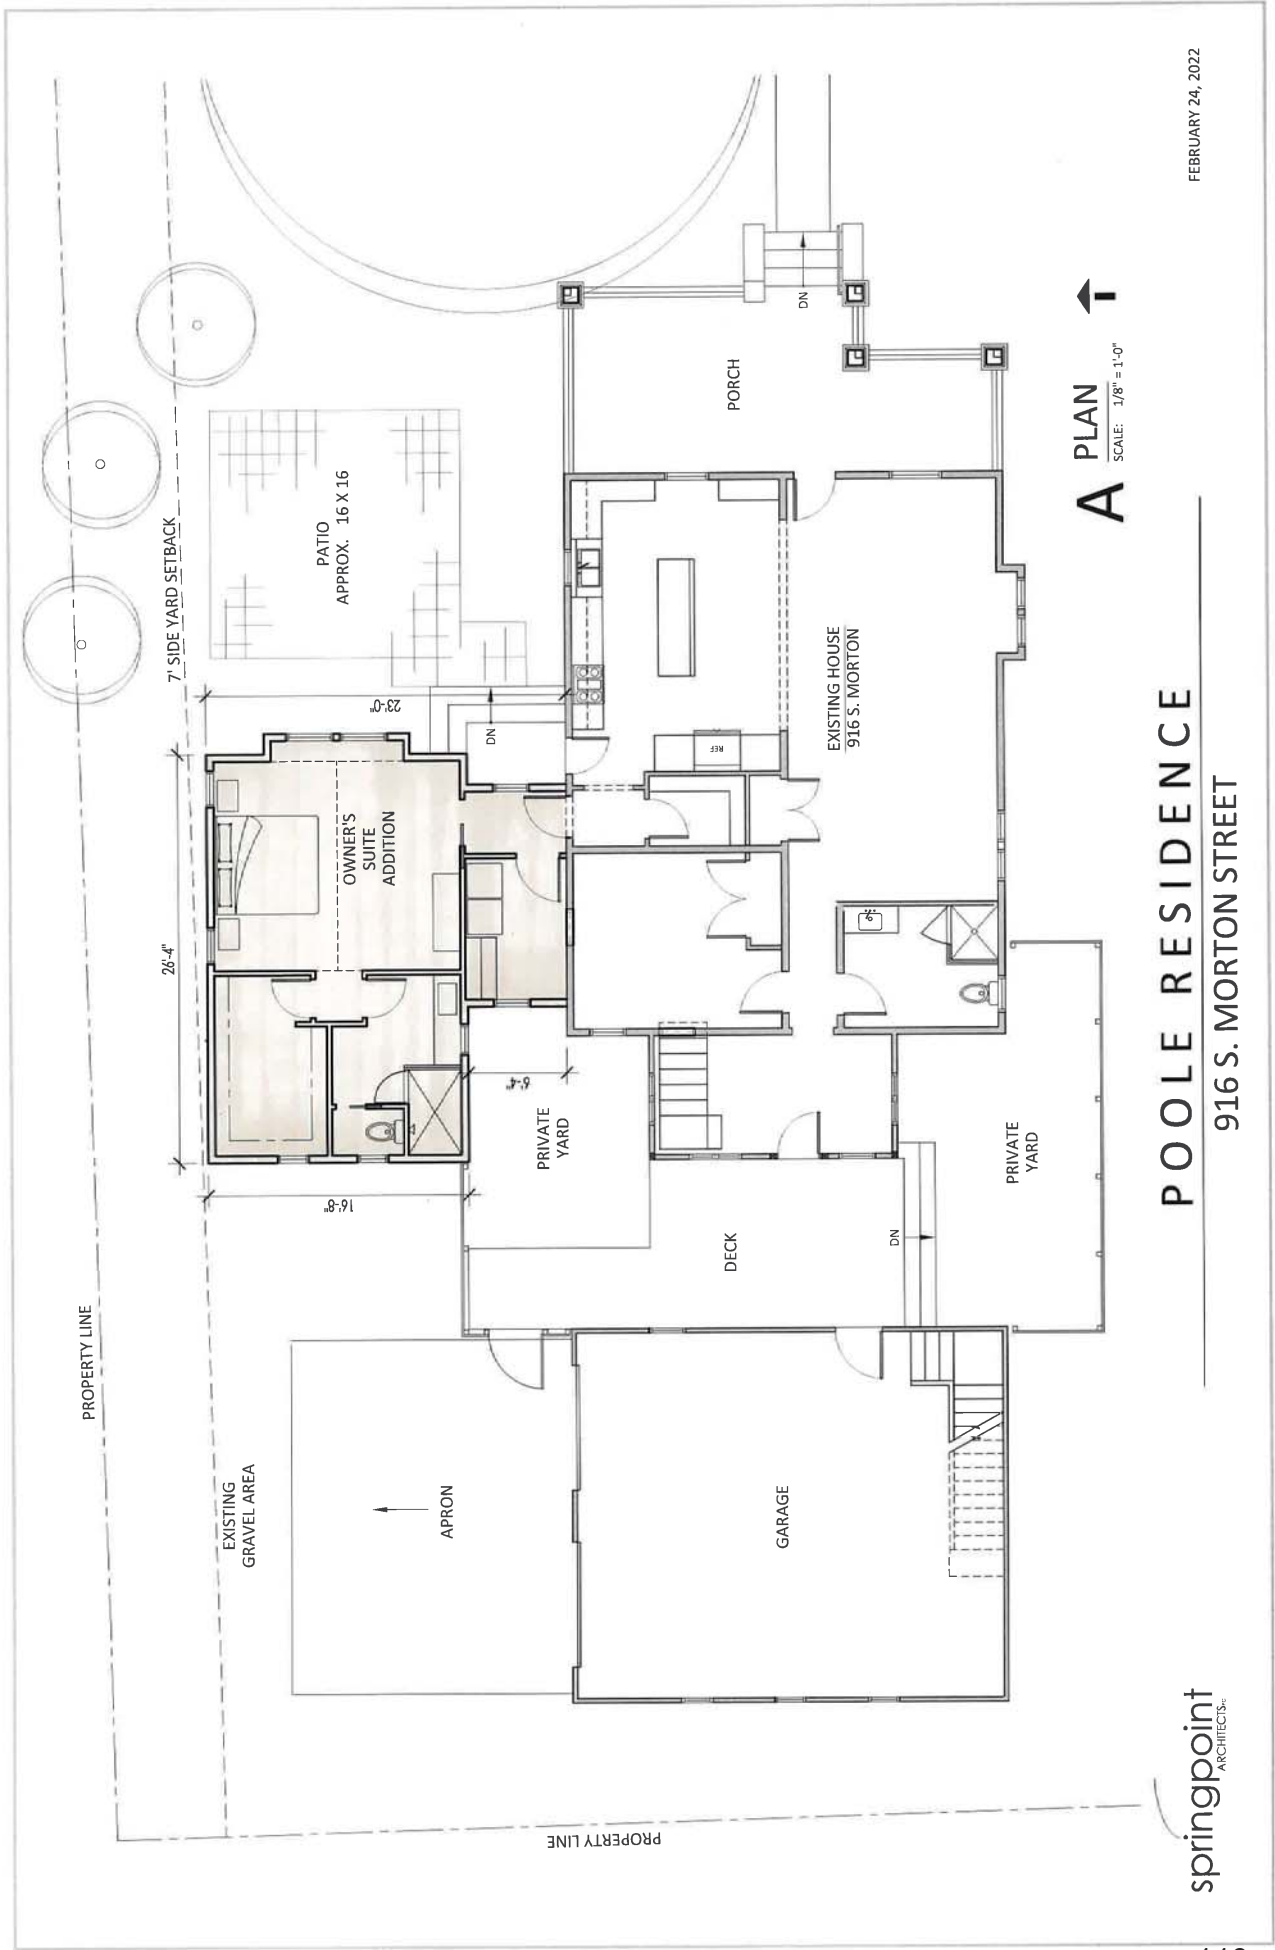 FEBRUARY 24, 2022
PROPERTY LINE
7' SIDE YARD SETBACK
PATIO
APPROX. 16 X 16
23'-0"
26'-4"
16'-8"
6'-4"
OWNER'S
SUITE
ADDITION
DN
PORCH
DN
REF
EXISTING HOUSE
916 S. MORTON
PRIVATE
YARD
DECK
DN
PRIVATE
YARD
EXISTING
GRAVEL AREA
APRON
GARAGE
PROPERTY LINE
A PLAN
SCALE: 1/8" = 1'-0"
POOLE RESIDENCE
916 S. MORTON STREET
springpoint
ARCHITECTS